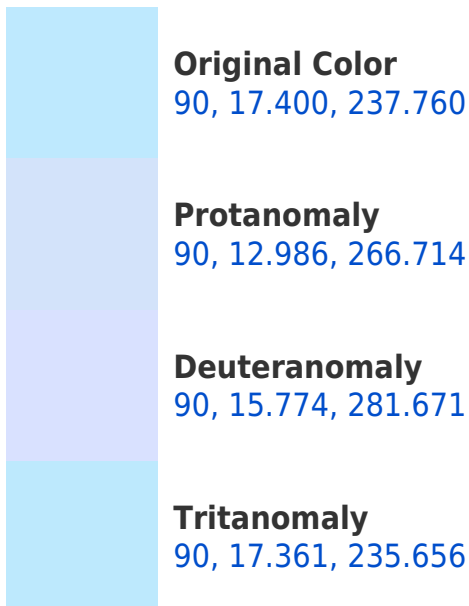 Original Color
90, 17.400, 237.760
Protanomaly
90, 12.986, 266.714
Deuteranomaly
90, 15.774, 281.671
Tritanomaly
90, 17.361, 235.656